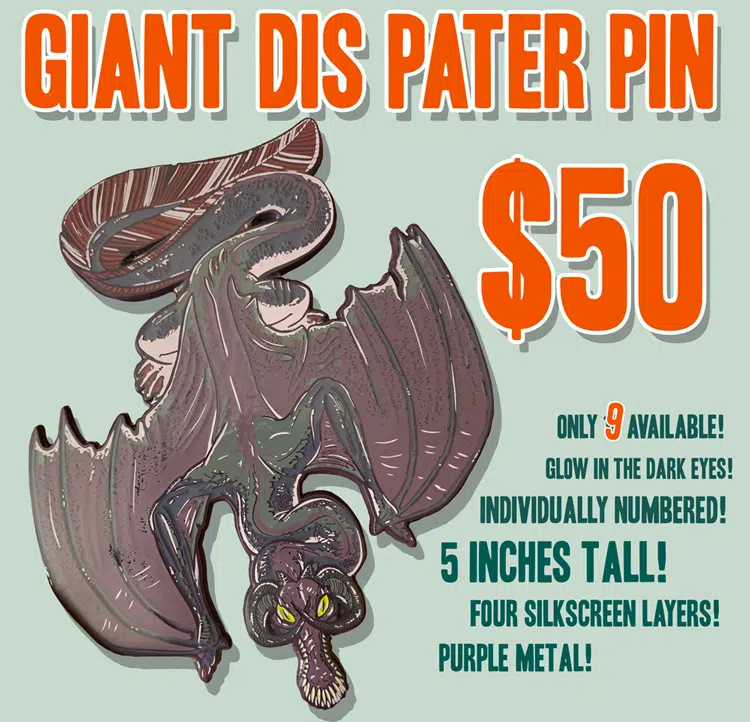 GIANT DIS PATER PIN
$50
ONLY 9 AVAILABLE!
GLOW IN THE DARK EYES!
INDIVIDUALLY NUMBERED!
5 INCHES TALL!
FOUR SILKSCREEN LAYERS!
PURPLE METAL!